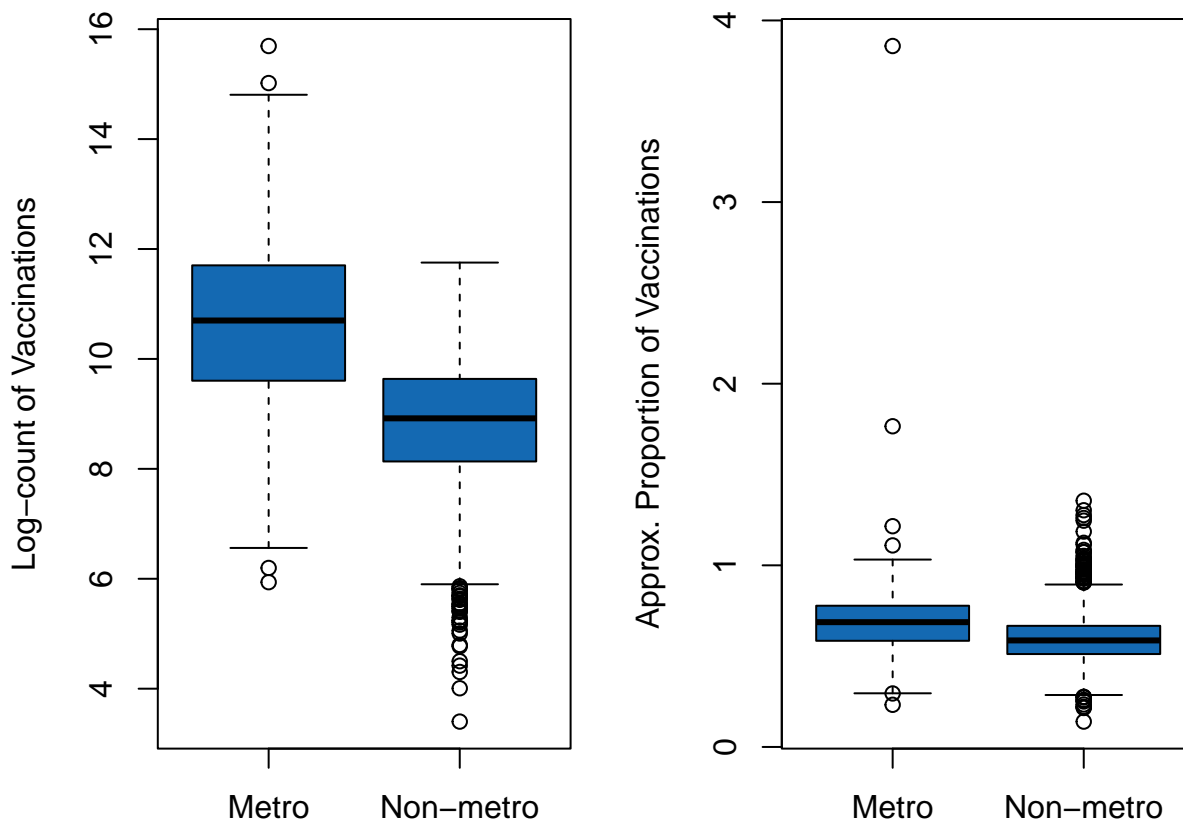 Log−count of Vaccinations
16
14
12
10
8
6
4
Metro
Non−metro
Approx. Proportion of Vaccinations
4
3
2
1
0
Metro
Non−metro